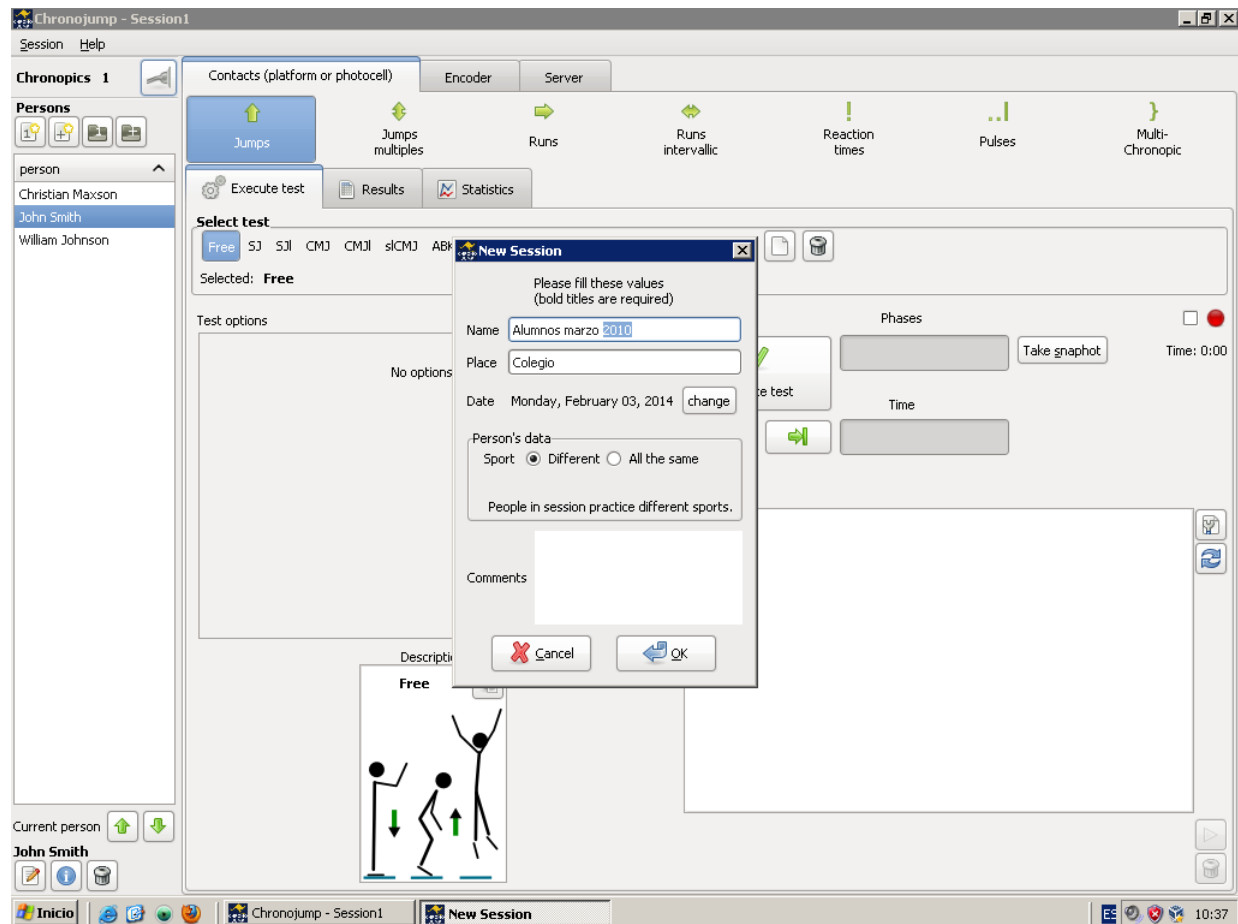 Chronojump - Session1
Session Help
Chronopics 1
Contacts (platform or photocell) Encoder Server
Persons
Jumps
Jumps multiples
Runs
Runs intervallic
Reaction times
Pulses
Multi-Chronopic
person
Christian Maxson
John Smith
William Johnson
Execute test Results Statistics
Select test
Free SJ SJl CMJ CMJl slCMJ
Selected: Free
New Session
Please fill these values
(bold titles are required)
Name Alumnos marzo 2010
Place Colegio
Date Monday, February 03, 2014 change
Person's data
Sport Different All the same
People in session practice different sports.
Comments
Cancel OK
Test options
No options
test
Phases
Take snaphot
Time: 0:00
Time
Free
Current person
John Smith
Inicio Chronojump - Session1 New Session ES 10:37